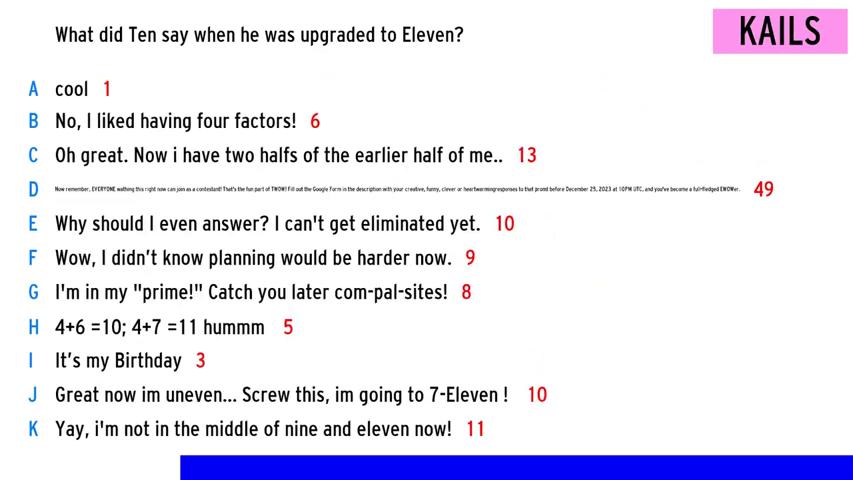 What did Ten say when he was upgraded to Eleven?
KAILS
A cool 1
B No, I liked having four factors! 6
C Oh great. Now i have two halfs of the earlier half of me.. 13
D Now remember, EVERYONE wathing this right now can join as a contestant! That's the fun part of TWOW! Fill out the Google Form in the description with your creative, funny, clever or heartwarmingresponses to that promt before December 25, 2023 at 10PM UTC, and you've become a full-fledged EWOWer. 49
E Why should I even answer? I can't get eliminated yet. 10
F Wow, I didn’t know planning would be harder now. 9
G I'm in my "prime!" Catch you later com-pal-sites! 8
H 4+6 =10; 4+7 =11 hummm 5
I It’s my Birthday 3
J Great now im uneven... Screw this, im going to 7-Eleven ! 10
K Yay, i'm not in the middle of nine and eleven now! 11